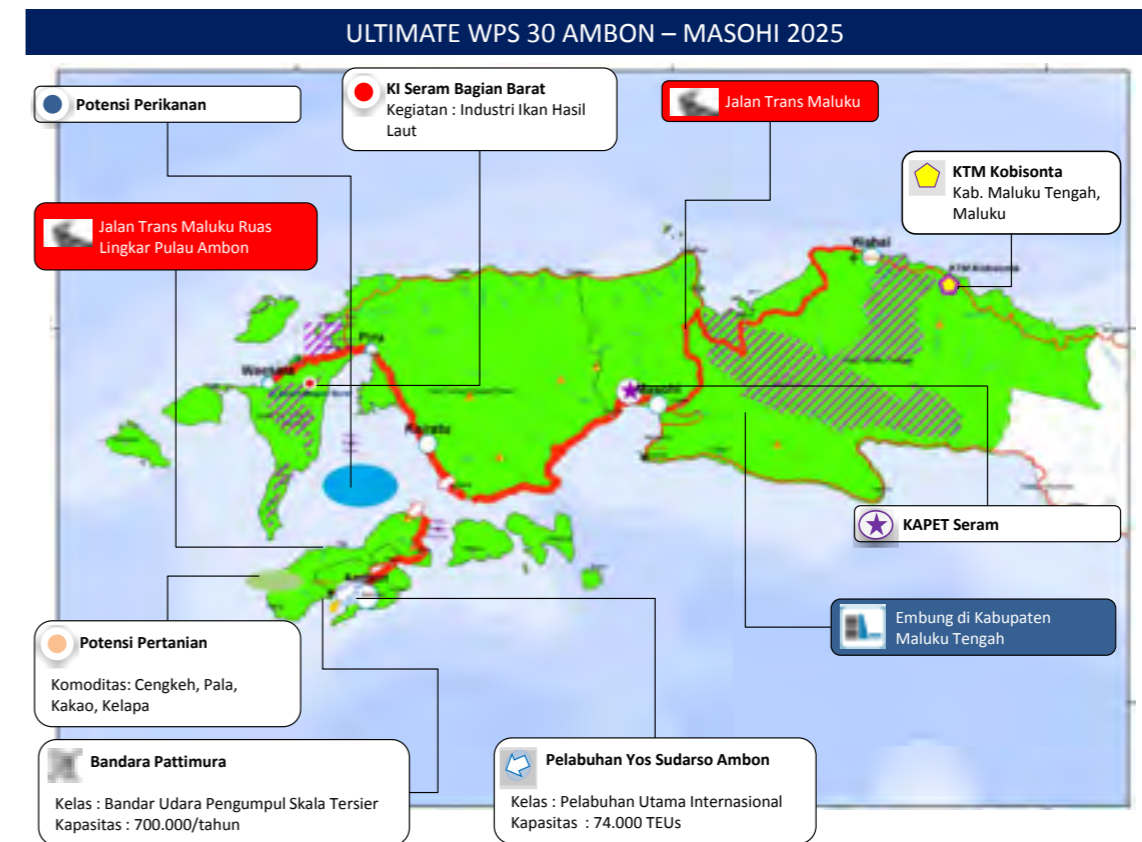 ULTIMATE WPS 30 AMBON – MASOHI 2025
Potensi Perikanan
KI Seram Bagian Barat
Kegiatan : Industri Ikan Hasil
Laut
Jalan Trans Maluku
KTM Kobisonta
Kab. Maluku Tengah,
Maluku
Jalan Trans Maluku Ruas
Lingkar Pulau Ambon
Wahai
KTM Kobisonta
Piru
Masohi
Kairatu
KAPET Seram
Embung di Kabupaten
Maluku Tengah
Potensi Pertanian
Komoditas: Cengkeh, Pala,
Kakao, Kelapa
Bandara Pattimura
Kelas : Bandar Udara Pengumpul Skala Tersier
Kapasitas : 700.000/tahun
Pelabuhan Yos Sudarso Ambon
Kelas : Pelabuhan Utama Internasional
Kapasitas : 74.000 TEUs